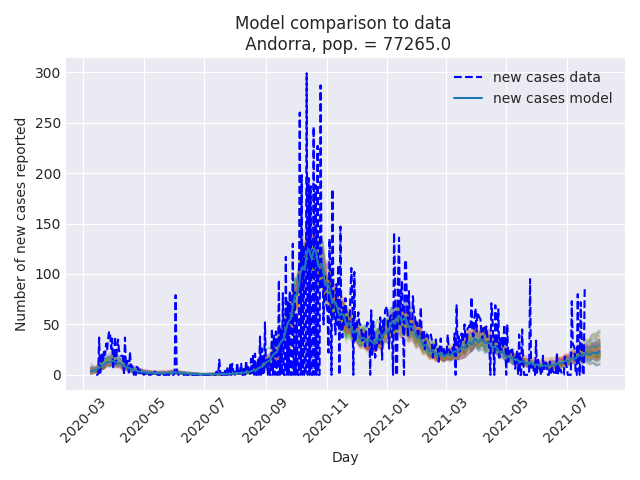 Model comparison to data
Andorra, pop. = 77265.0
new cases data
new cases model
Number of new cases reported
300
250
200
150
100
50
0
2020-03
2020-05
2020-07
2020-09
2020-11
2021-01
2021-03
2021-05
2021-07
Day